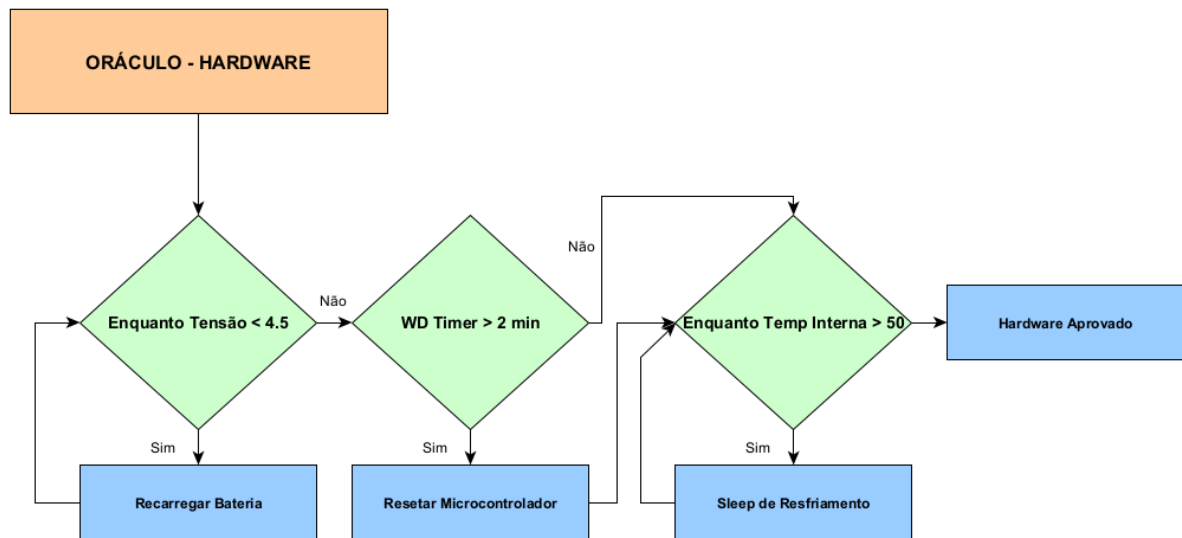 ORÁCULO - HARDWARE
Não
Não
Enquanto Tensão < 4.5
WD Timer > 2 min
Enquanto Temp Interna > 50
Hardware Aprovado
Sim
Sim
Sim
Recarregar Bateria
Resetar Microcontrolador
Sleep de Resfriamento